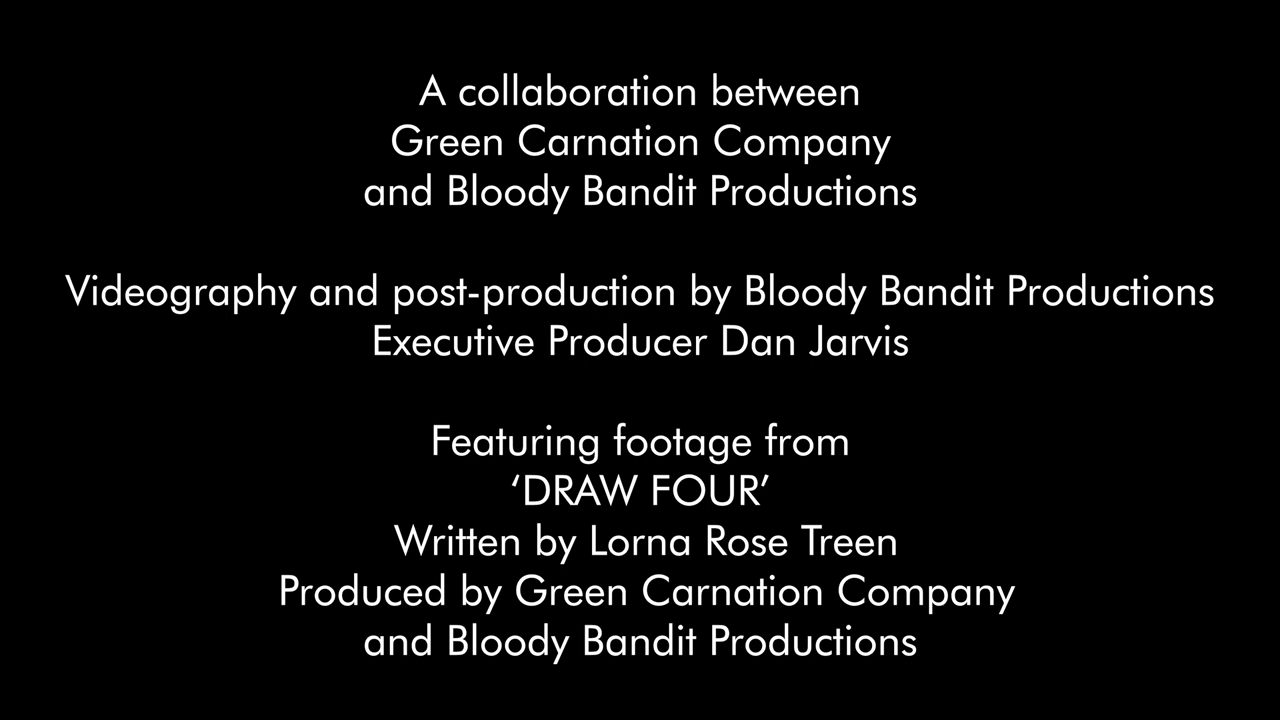 A collaboration between
Green Carnation Company
and Bloody Bandit Productions
Videography and post-production by Bloody Bandit Productions
Executive Producer Dan Jarvis
Featuring footage from
‘DRAW FOUR’
Written by Lorna Rose Treen
Produced by Green Carnation Company
and Bloody Bandit Productions